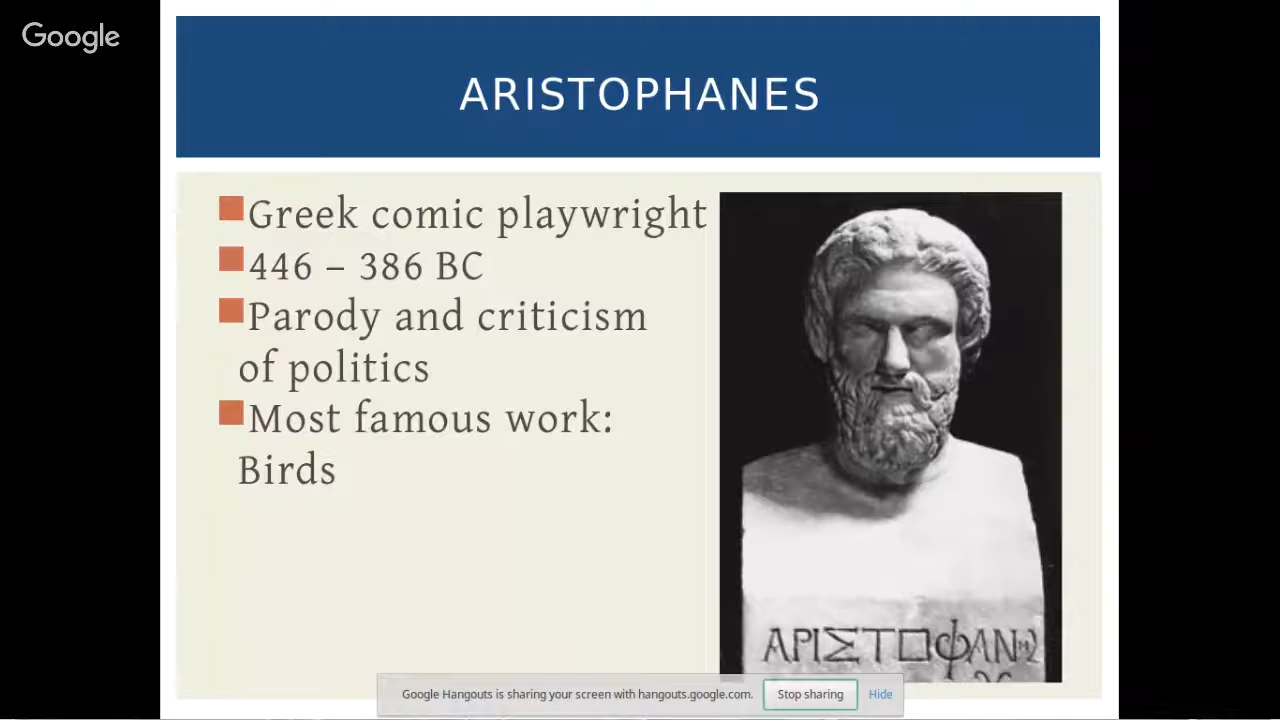 Google
ARISTOPHANES
Greek comic playwright
446 – 386 BC
Parody and criticism
of politics
Most famous work:
Birds
ΑΡΙΣΤΟΦΑΝΗ
Google Hangouts is sharing your screen with hangouts.google.com.
Stop sharing
Hide